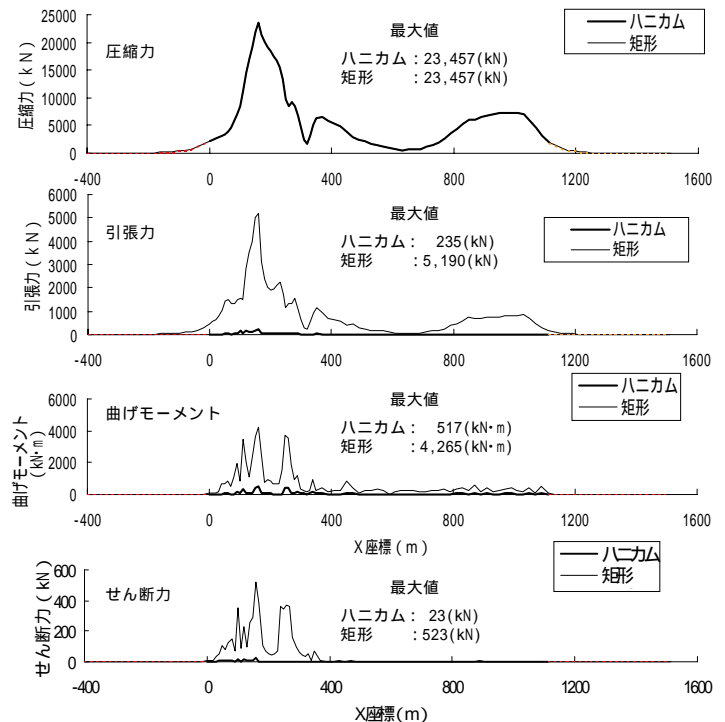 圧縮力(kN)
25000
20000
15000
10000
5000
0
圧縮力
最大値
ハニカム : 23,457(kN)
矩形 : 23,457(kN)
ハニカム
矩形
-400 0 400 800 1200 1600
引張力(kN)
6000
5000
4000
3000
2000
1000
0
引張力
最大値
ハニカム : 235(kN)
矩形 : 5,190(kN)
ハニカム
矩形
-400 0 400 800 1200 1600
曲げモーメント
(kN・m)
6000
4000
2000
0
曲げモーメント
最大値
ハニカム : 517(kN・m)
矩形 : 4,265(kN・m)
ハニカム
矩形
-400 0 400 800 1200 1600
X座標(m)
せん断力(kN)
600
400
200
0
せん断力
最大値
ハニカム : 23(kN)
矩形 : 523(kN)
ハニカム
矩形
-400 0 400 800 1200 1600
X座標(m)